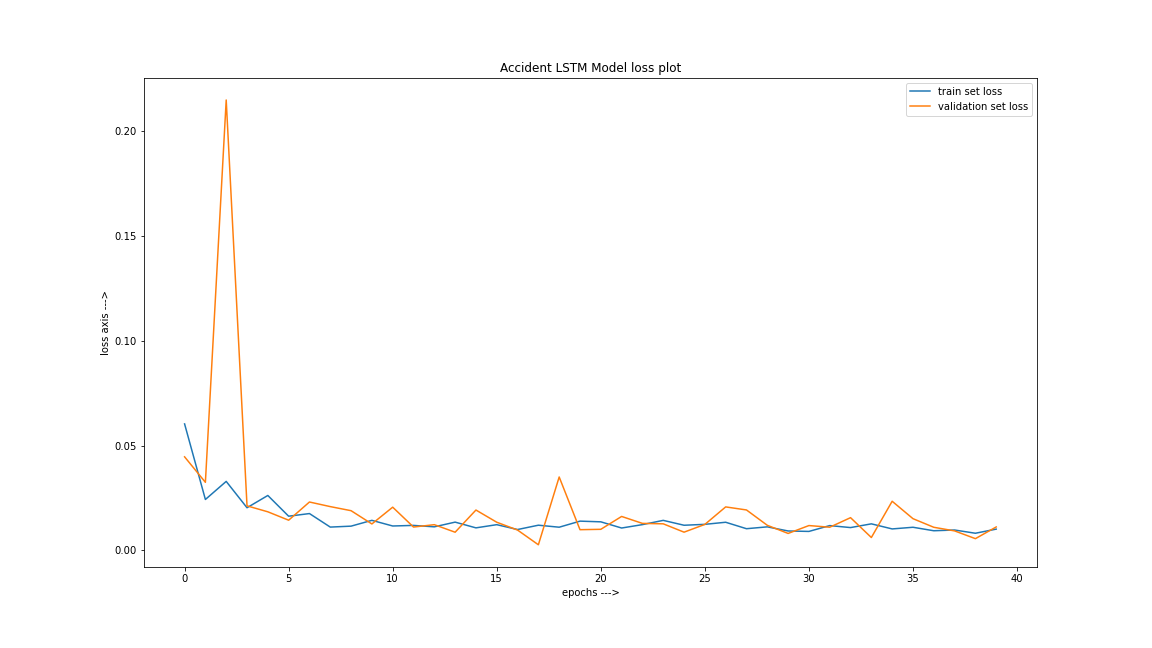 Accident LSTM Model loss plot
train set loss
validation set loss
0.20
0.15
0.10
0.05
0.00
loss axis --->
0 5 10 15 20 25 30 35 40
epochs --->